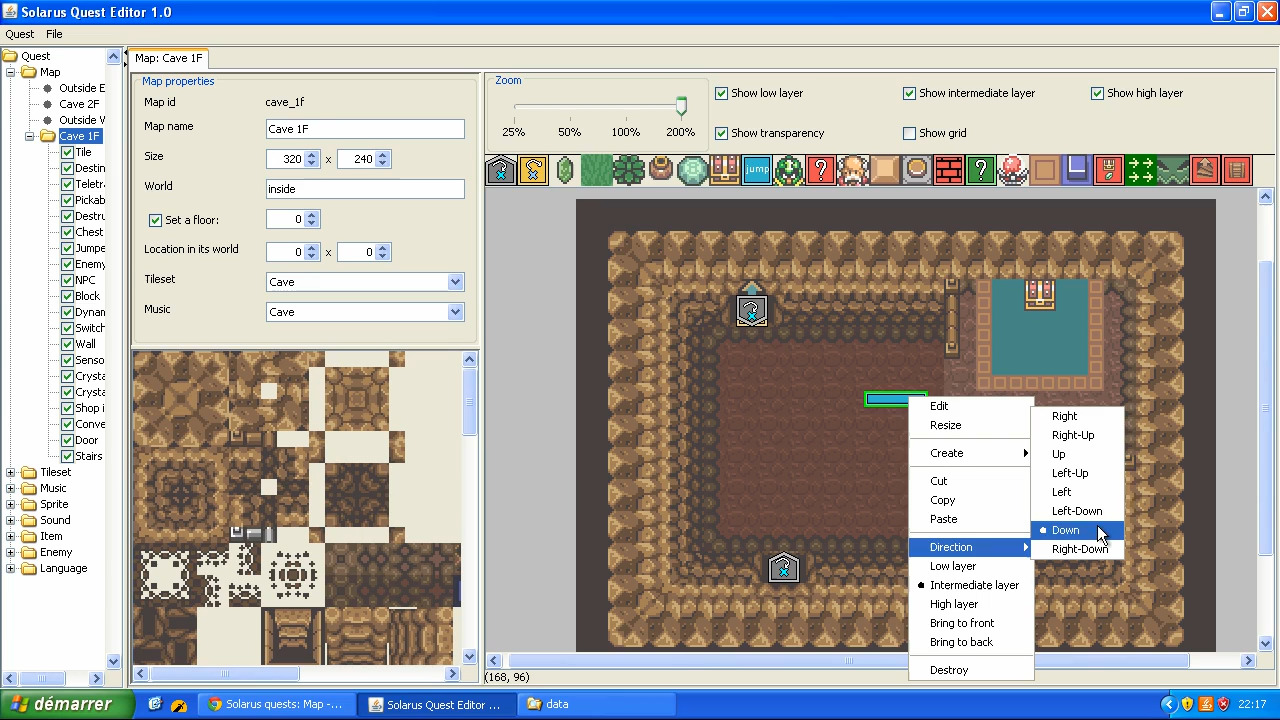 Solarus Quest Editor 1.0
Quest File
Quest
Map
Outside E
Cave 2F
Outside W
Cave 1F
Tile
Destin
Teletra
Pickab
Destru
Chest
Jumpe
Enemy
NPC
Block
Dynan
Switch
Wall
Senso
Crysta
Crysta
Shop i
Conve
Door
Stairs
Tileset
Music
Sprite
Sound
Item
Enemy
Language
Map: Cave 1F
Map properties
Map id cave_1f
Map name Cave 1F
Size 320 x 240
World inside
Set a floor: 0
Location in its world 0 x 0
Tileset Cave
Music Cave
Zoom
25% 50% 100% 200%
Show low layer Show intermediate layer Show high layer
Show transparency Show grid
jump ? ?
Edit
Resize
Create
Cut
Copy
Paste
Direction
Low layer
Intermediate layer
High layer
Bring to front
Bring to back
Destroy
Right
Right-Up
Up
Left-Up
Left
Left-Down
Down
Right-Down
(168, 96)
démarrer Solarus quests: Map -... Solarus Quest Editor ... data 22:17